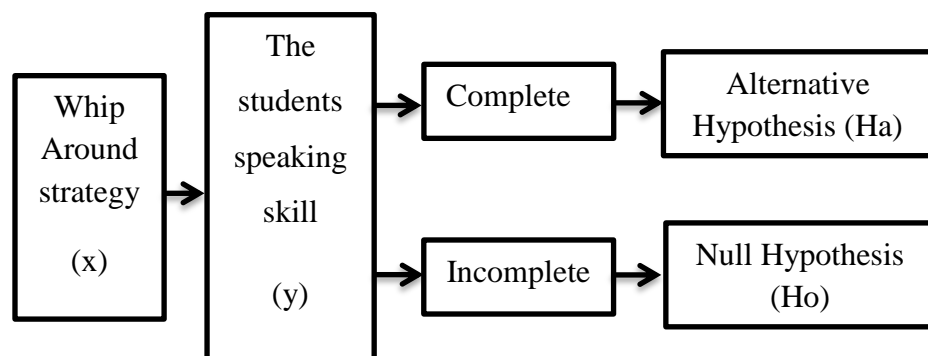 Whip
Around
strategy
(x)
The
students
speaking
skill
(y)
Complete
Alternative
Hypothesis (Ha)
Incomplete
Null Hypothesis
(Ho)